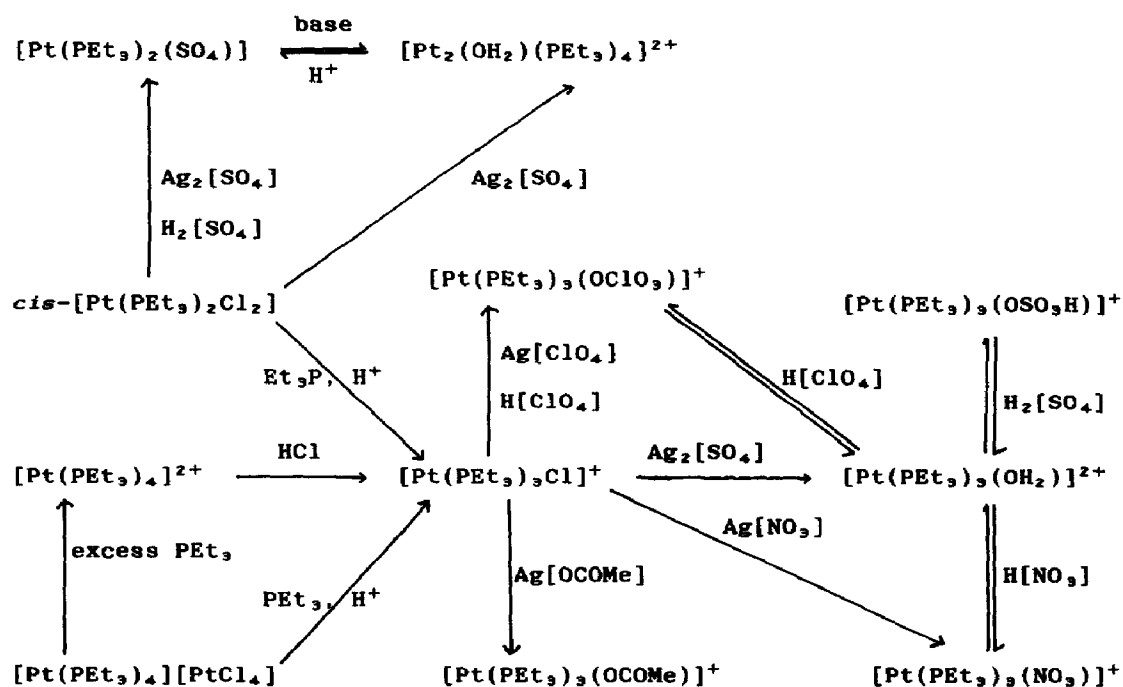 base
[Pt(PEt₃)₂(SO₄)] [Pt₂(OH₂)(PEt₃)₄}²⁺
H⁺
Ag₂[SO₄] Ag₂[SO₄]
H₂[SO₄]
[Pt(PEt₃)₃(OClO₃)]⁺
cis-[Pt(PEt₃)₂Cl₂] [Pt(PEt₃)₃(OSO₃H)]⁺
Ag[ClO₄}
Et₃P, H⁺ H[ClO₄]
H[ClO₄] H₂[SO₄]
HCl Ag₂[SO₄]
[Pt(PEt₃)₄]²⁺ [Pt(PEt₃)₃Cl]⁺ [Pt(PEt₃)₃(OH₂)]²⁺
Ag[NO₃]
excess PEt₃
Ag[OCOMe] H[NO₃]
PEt₃, H⁺
[Pt(PEt₃)₄][PtCl₄] [Pt(PEt₃)₃(OCOMe)]⁺ [Pt(PEt₃)₃(NO₃)]⁺